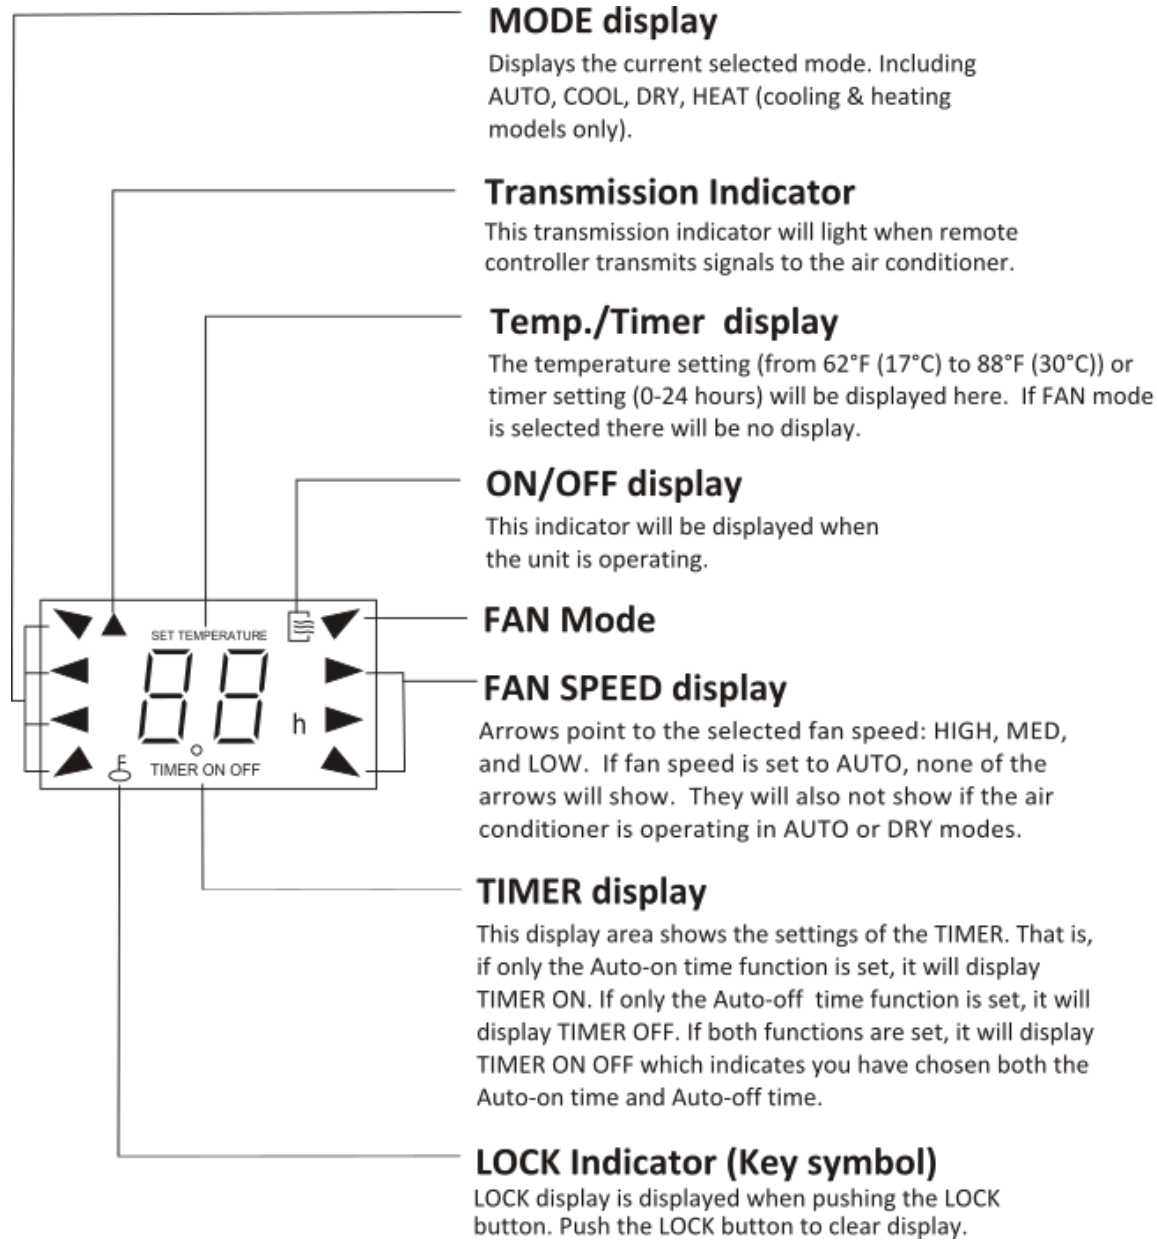 MODE display
Displays the current selected mode. Including
AUTO, COOL, DRY, HEAT (cooling & heating
models only).
Transmission Indicator
This transmission indicator will light when remote
controller transmits signals to the air conditioner.
Temp./Timer display
The temperature setting (from 62°F (17°C) to 88°F (30°C)) or
timer setting (0-24 hours) will be displayed here. If FAN mode
is selected there will be no display.
ON/OFF display
This indicator will be displayed when
the unit is operating.
SET TEMPERATURE
88
h
TIMER ON OFF
FAN Mode
FAN SPEED display
Arrows point to the selected fan speed: HIGH, MED,
and LOW. If fan speed is set to AUTO, none of the
arrows will show. They will also not show if the air
conditioner is operating in AUTO or DRY modes.
TIMER display
This display area shows the settings of the TIMER. That is,
if only the Auto-on time function is set, it will display
TIMER ON. If only the Auto-off time function is set, it will
display TIMER OFF. If both functions are set, it will display
TIMER ON OFF which indicates you have chosen both the
Auto-on time and Auto-off time.
LOCK Indicator (Key symbol)
LOCK display is displayed when pushing the LOCK
button. Push the LOCK button to clear display.